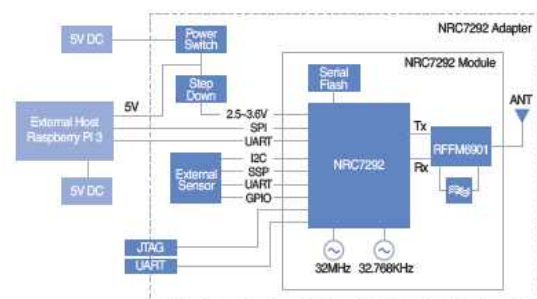 NRC7292 Adapter
5V DC
Power
Switch
NRC7292 Module
Step
Down
Serial
Flash
ANT
5V
External Host
Raspberry PI 3
2.5~3.6V
SPI
UART
Tx
RFFM6901
NRC7292
Rx
External
Sensor
I2C
SSP
UART
GPIO
5V DC
JTAG
UART
32MHz
32.768KHz